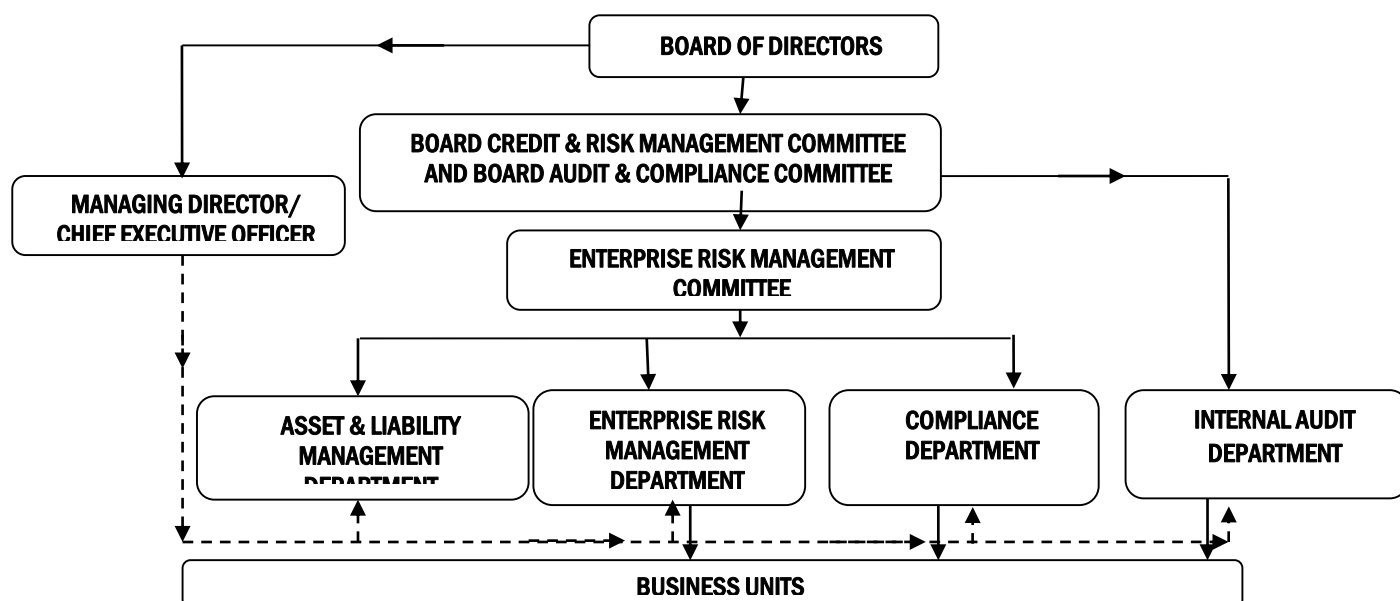 BOARD OF DIRECTORS
BOARD CREDIT & RISK MANAGEMENT COMMITTEE
AND BOARD AUDIT & COMPLIANCE COMMITTEE
MANAGING DIRECTOR/
CHIEF EXECUTIVE OFFICER
ENTERPRISE RISK MANAGEMENT
COMMITTEE
ASSET & LIABILITY
MANAGEMENT
DEPARTMENT
ENTERPRISE RISK
MANAGEMENT
DEPARTMENT
COMPLIANCE
DEPARTMENT
INTERNAL AUDIT
DEPARTMENT
BUSINESS UNITS